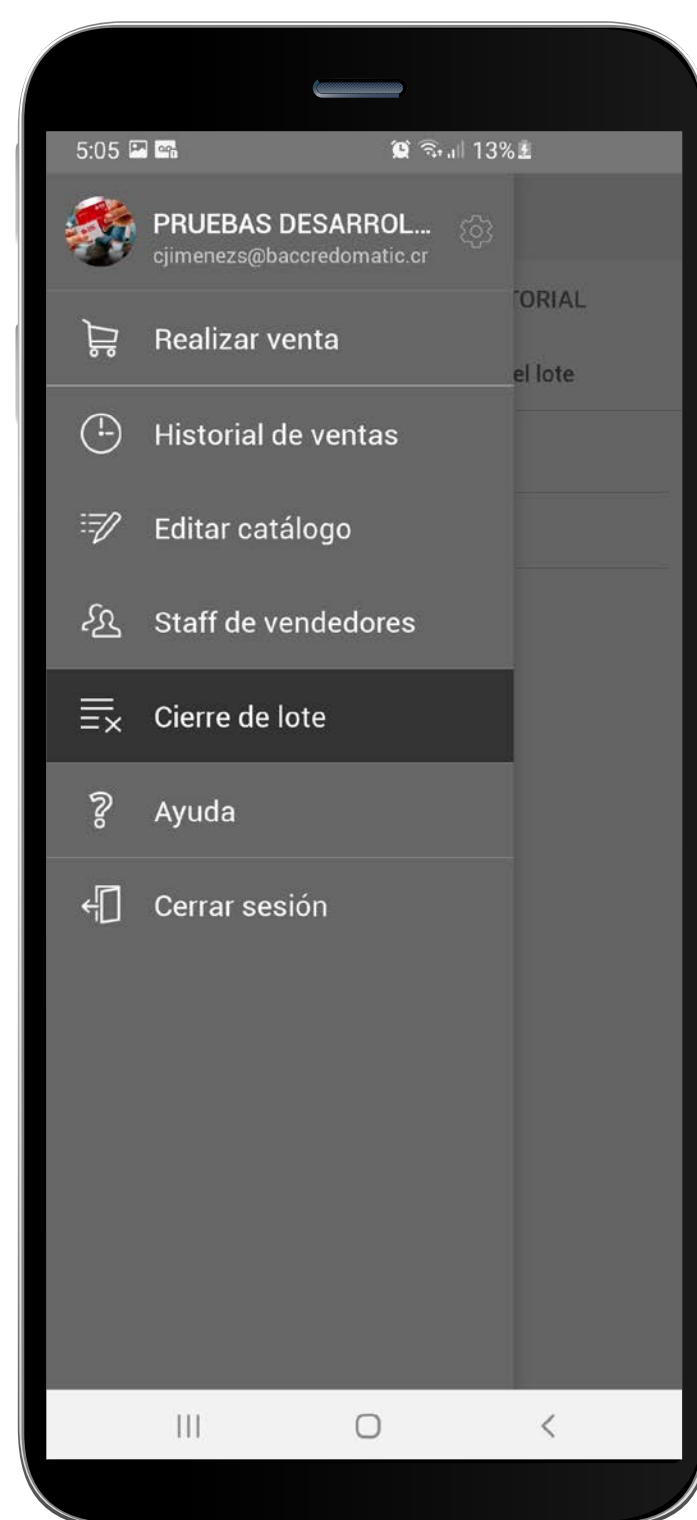 5:05
13%
PRUEBAS DESARROL...
cjimenezs@baccredomatic.cr
TORIAL
Realizar venta
el lote
Historial de ventas
Editar catálogo
Staff de vendedores
Cierre de lote
Ayuda
Cerrar sesión